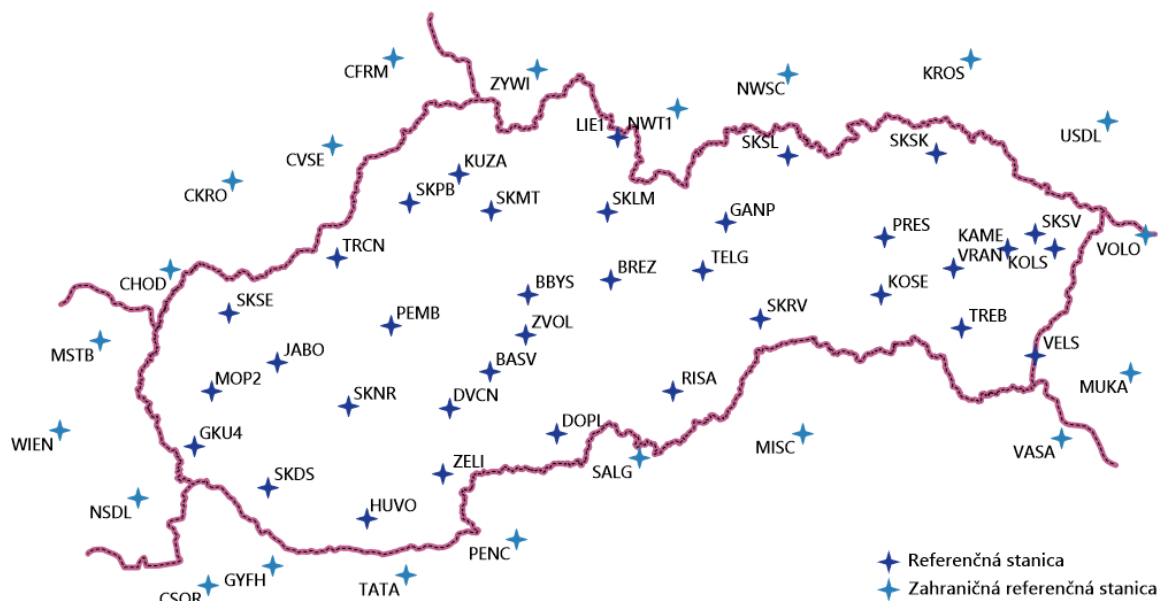 CFRM
ZYWI
NWSC
KROS
LIE1
NWT1
USDL
CVSE
SKSL
SKSK
KUZA
CKRO
SKPB
SKMT
SKLM
GANP
PRES
KAME
SKSV
VOLO
TRCN
VRAN
KOLS
CHOD
BREZ
TELG
BBYS
KOSE
SKSE
PEMB
ZVOL
SKRV
TREB
MSTB
JABO
BASV
VELS
MOP2
SKNR
DVCN
RISA
MUKA
WIEN
GKU4
DOPL
MISC
VASA
SKDS
ZELI
SALG
NSDL
HUVO
PENC
GYFH
TATA
CSOR
Referenčná stanica
Zahraničná referenčná stanica